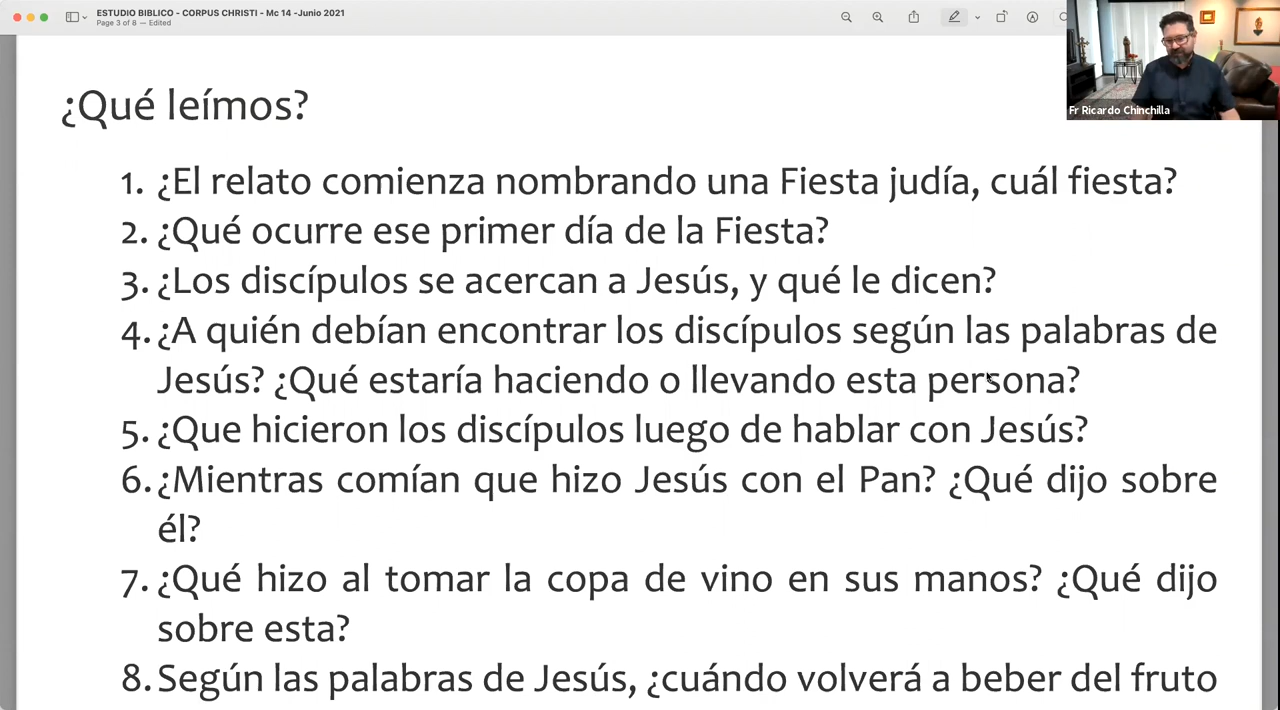 ESTUDIO BIBLICO - CORPUS CHRISTI - Mc 14 -Junio 2021
Page 3 of 8 — Edited
Fr Ricardo Chinchilla
¿Qué leímos?
1. ¿El relato comienza nombrando una Fiesta judía, cuál fiesta?
2. ¿Qué ocurre ese primer día de la Fiesta?
3. ¿Los discípulos se acercan a Jesús, y qué le dicen?
4. ¿A quién debían encontrar los discípulos según las palabras de
Jesús? ¿Qué estaría haciendo o llevando esta persona?
5. ¿Que hicieron los discípulos luego de hablar con Jesús?
6. ¿Mientras comían que hizo Jesús con el Pan? ¿Qué dijo sobre
él?
7. ¿Qué hizo al tomar la copa de vino en sus manos? ¿Qué dijo
sobre esta?
8. Según las palabras de Jesús, ¿cuándo volverá a beber del fruto